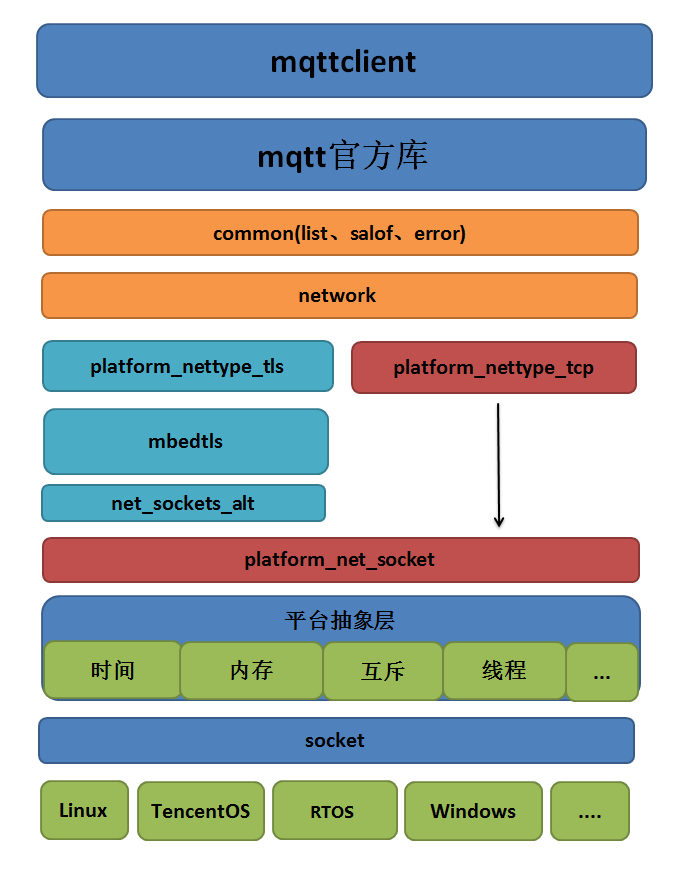 mqttclient
mqtt官方库
common(list、salof、error)
network
platform_nettype_tls
platform_nettype_tcp
mbedtls
net_sockets_alt
platform_net_socket
平台抽象层
时间
内存
互斥
线程
...
socket
Linux
TencentOS
RTOS
Windows
....